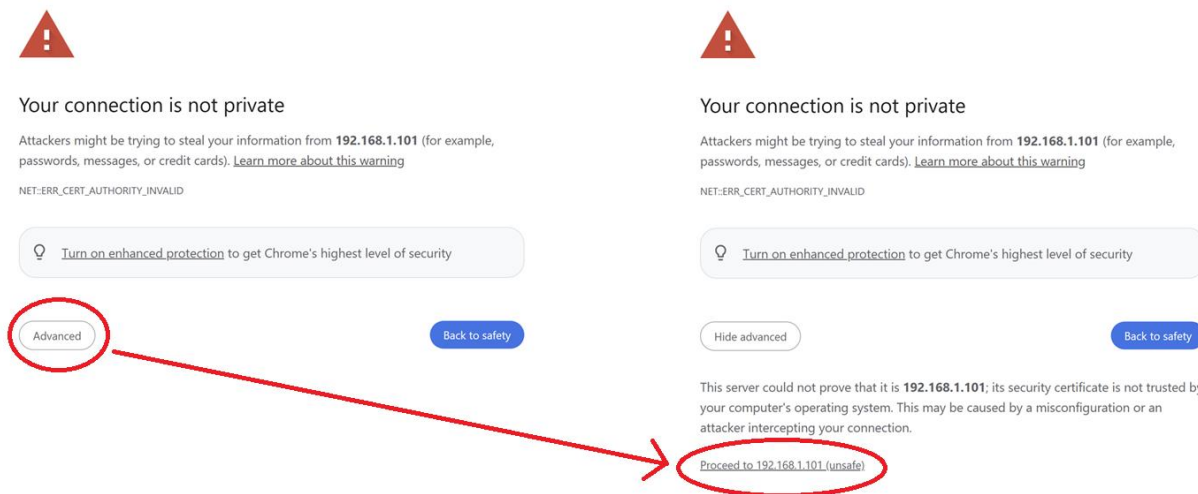 Your connection is not private
Attackers might be trying to steal your information from 192.168.1.101 (for example,
passwords, messages, or credit cards). Learn more about this warning
NET::ERR_CERT_AUTHORITY_INVALID
Turn on enhanced protection to get Chrome's highest level of security
Advanced
Back to safety
Your connection is not private
Attackers might be trying to steal your information from 192.168.1.101 (for example,
passwords, messages, or credit cards). Learn more about this warning
NET::ERR_CERT_AUTHORITY_INVALID
Turn on enhanced protection to get Chrome's highest level of security
Hide advanced
Back to safety
This server could not prove that it is 192.168.1.101; its security certificate is not trusted by
your computer's operating system. This may be caused by a misconfiguration or an
attacker intercepting your connection.
Proceed to 192.168.1.101 (unsafe)